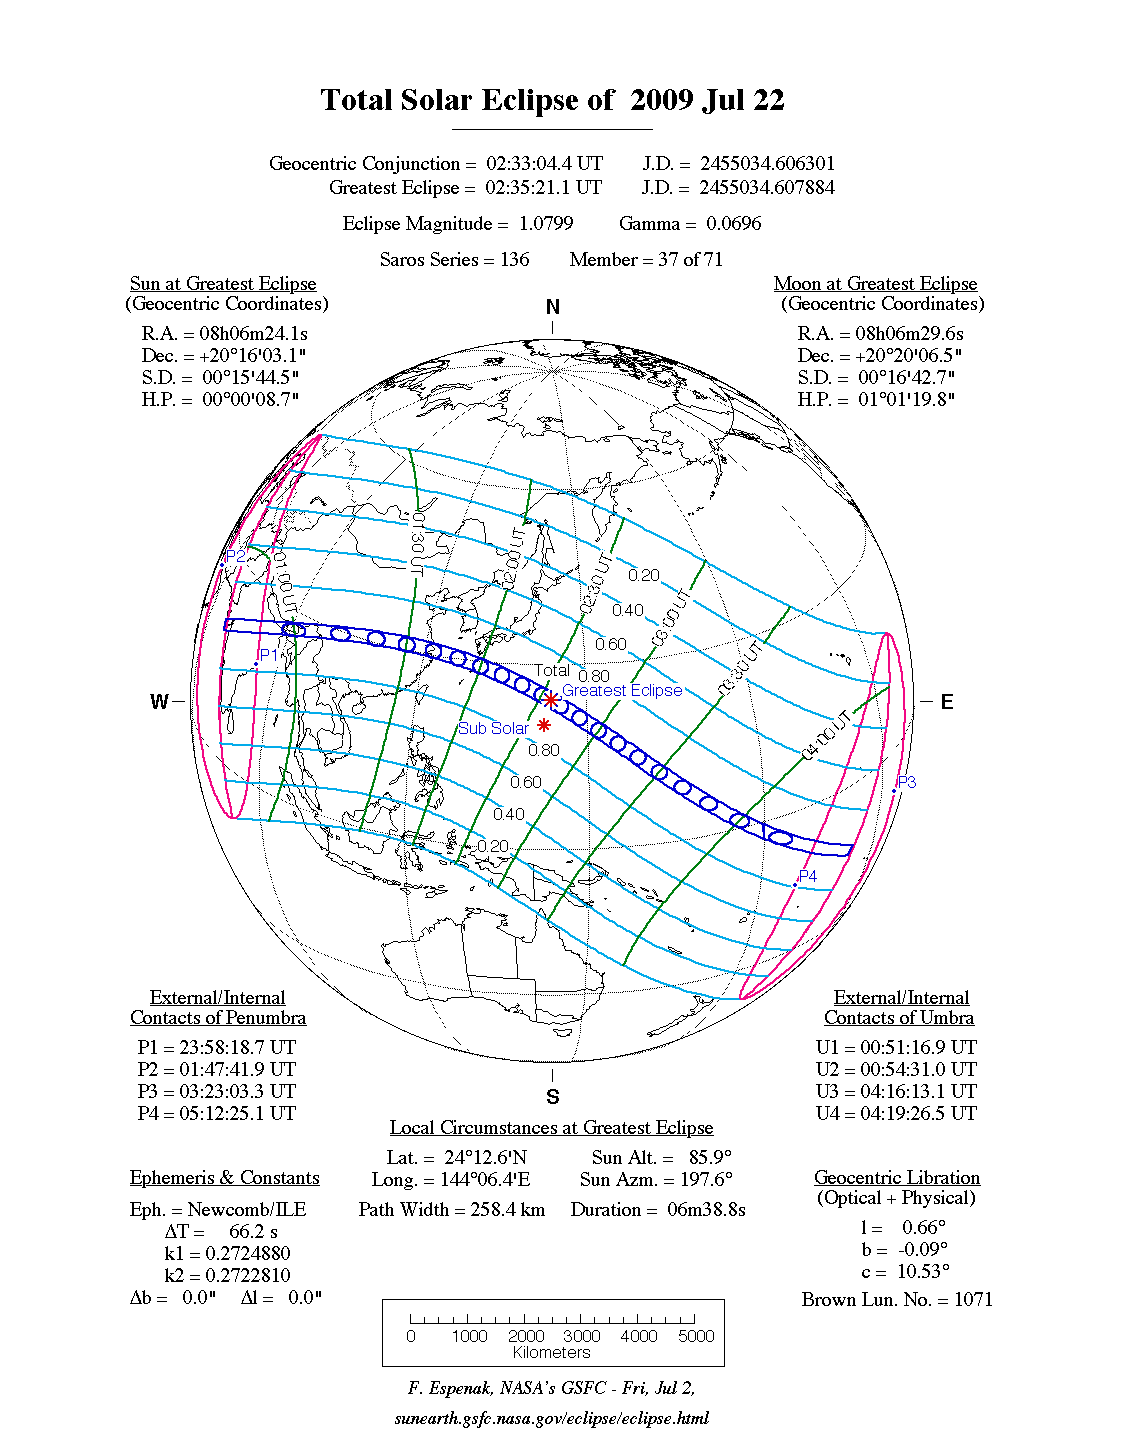 Total Solar Eclipse of 2009 Jul 22
Geocentric Conjunction = 02:33:04.4 UT J.D. = 2455034.606301
Greatest Eclipse = 02:35:21.1 UT J.D. = 2455034.607884
Eclipse Magnitude = 1.0799 Gamma = 0.0696
Saros Series = 136 Member = 37 of 71
Sun at Greatest Eclipse
(Geocentric Coordinates)
R.A. = 08h06m24.1s
Dec. = +20°16'03.1"
S.D. = 00°15'44.5"
H.P. = 00°00'08.7"
Moon at Greatest Eclipse
(Geocentric Coordinates)
R.A. = 08h06m29.6s
Dec. = +20°20'06.5"
S.D. = 00°16'42.7"
H.P. = 01°01'19.8"
N
W
E
S
P2
P1
P3
P4
01:00 UT
01:30 UT
02:00 UT
02:30 UT
03:00 UT
03:30 UT
04:00 UT
0.20
0.40
0.60
0.80
Total
Greatest Eclipse
Sub Solar
0.80
0.60
0.40
0.20
External/Internal
Contacts of Penumbra
P1 = 23:58:18.7 UT
P2 = 01:47:41.9 UT
P3 = 03:23:03.3 UT
P4 = 05:12:25.1 UT
External/Internal
Contacts of Umbra
U1 = 00:51:16.9 UT
U2 = 00:54:31.0 UT
U3 = 04:16:13.1 UT
U4 = 04:19:26.5 UT
Local Circumstances at Greatest Eclipse
Lat. = 24°12.6'N Sun Alt. = 85.9°
Long. = 144°06.4'E Sun Azm. = 197.6°
Path Width = 258.4 km Duration = 06m38.8s
Ephemeris & Constants
Eph. = Newcomb/ILE
ΔT = 66.2 s
k1 = 0.2724880
k2 = 0.2722810
Δb = 0.0" Δl = 0.0"
Geocentric Libration
(Optical + Physical)
l = 0.66°
b = -0.09°
c = 10.53°
Brown Lun. No. = 1071
0 1000 2000 3000 4000 5000
Kilometers
F. Espenak, NASA's GSFC - Fri, Jul 2,
sunearth.gsfc.nasa.gov/eclipse/eclipse.html